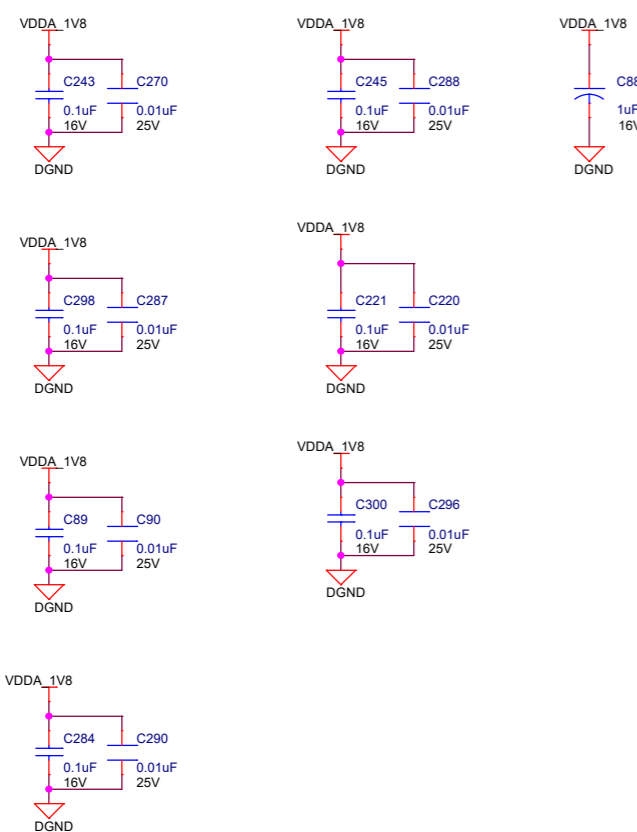 VDDA_1V8
C243
C270
0.1uF
0.01uF
16V
25V
DGND
VDDA_1V8
C245
C288
0.1uF
0.01uF
16V
25V
DGND
VDDA_1V8
C88
1uF
16V
DGND
VDDA_1V8
C298
C287
0.1uF
0.01uF
16V
25V
DGND
VDDA_1V8
C221
C220
0.1uF
0.01uF
16V
25V
DGND
VDDA_1V8
C89
C90
0.1uF
0.01uF
16V
25V
DGND
VDDA_1V8
C300
C296
0.1uF
0.01uF
16V
25V
DGND
VDDA_1V8
C284
C290
0.1uF
0.01uF
16V
25V
DGND